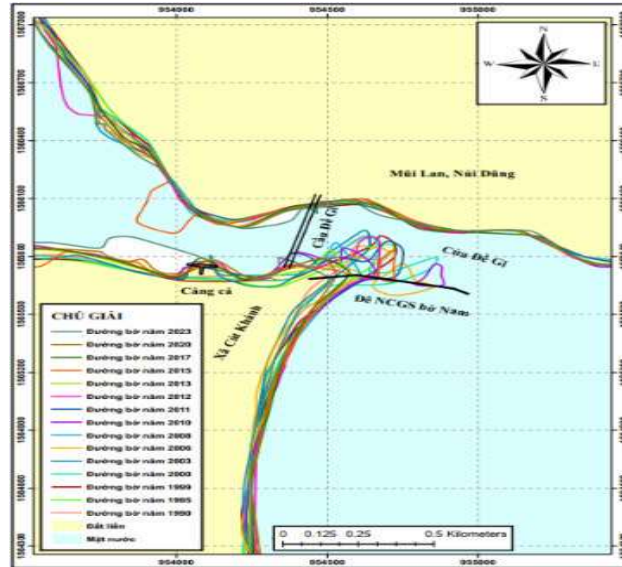 954000
954500
955000
N
W
E
S
Mũi Lan, Núi Dũng
Cầu Đề Gi
Cửa Đề Gi
Cảng cá
Đê NCGS bờ Nam
Xã Cát Khánh
CHÚ GIẢI
Đường bờ năm 2023
Đường bờ năm 2020
Đường bờ năm 2017
Đường bờ năm 2015
Đường bờ năm 2013
Đường bờ năm 2012
Đường bờ năm 2011
Đường bờ năm 2010
Đường bờ năm 2008
Đường bờ năm 2006
Đường bờ năm 2003
Đường bờ năm 2000
Đường bờ năm 1999
Đường bờ năm 1995
Đường bờ năm 1990
Đất liền
Mặt nước
0 0.125 0.25 0.5 Kilometers
954000
954500
955000